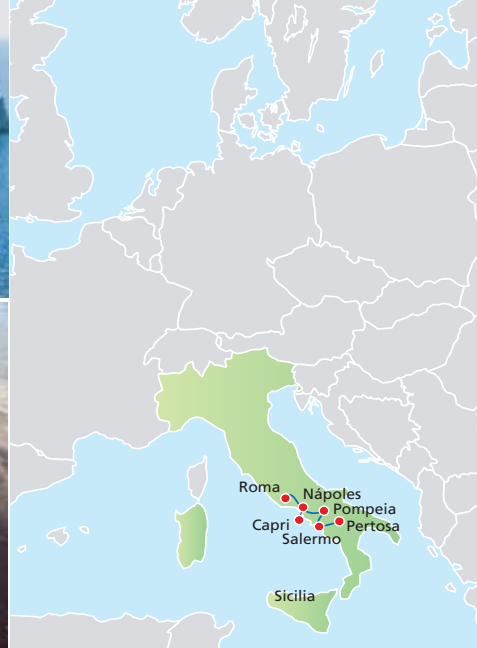 Roma
Nápoles
Pompeia
Capri
Pertosa
Salermo
Sicilia